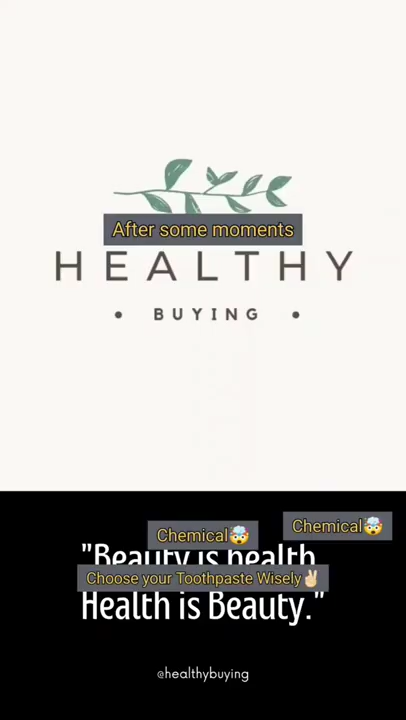 After some moments
HEALTHY
• BUYING •
Chemical🤯
Chemical🤯
"Beauty is health
Choose your Toothpaste Wisely✌🏻
Health is Beauty."
@healthybuying